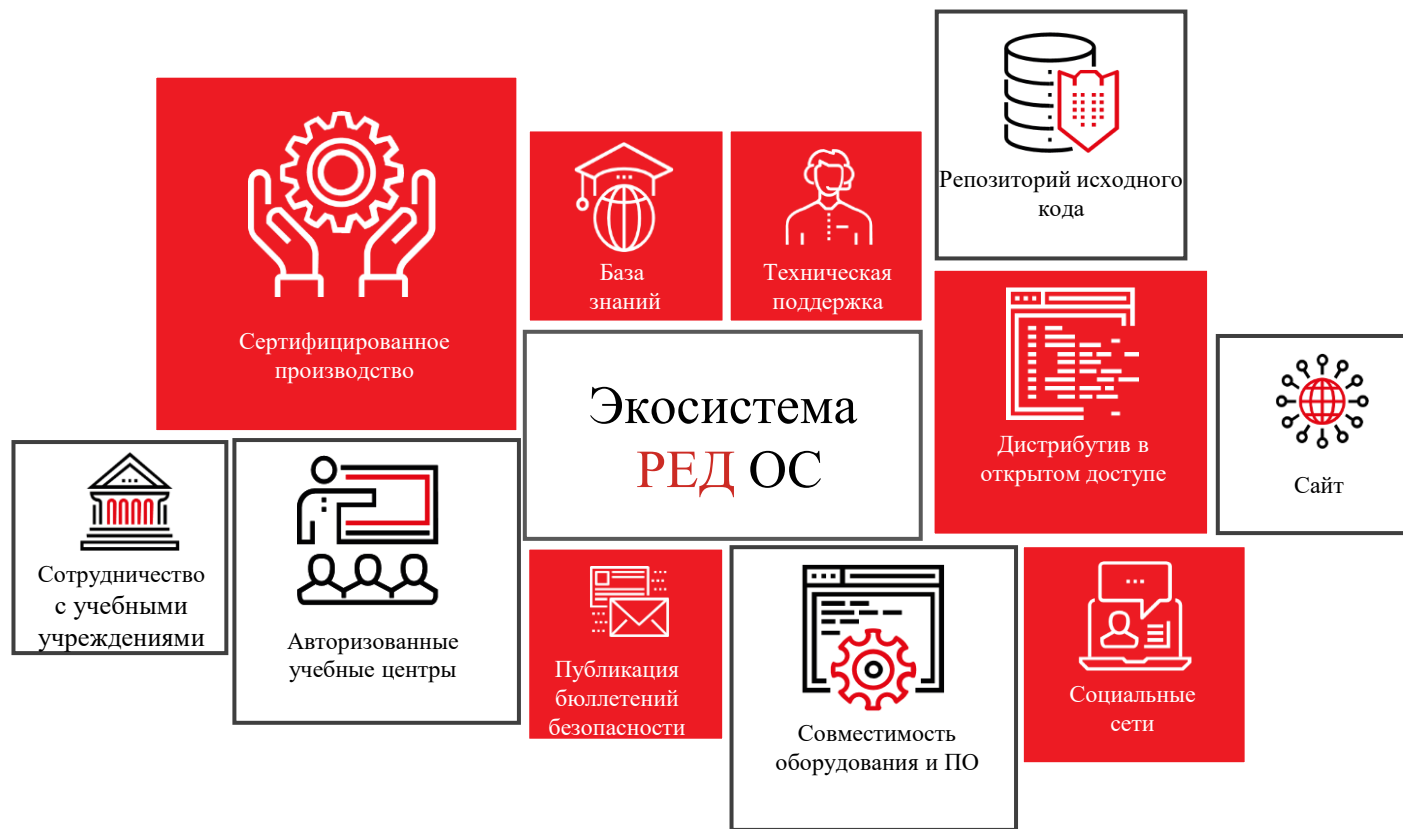 Репозиторий исходного
кода
База
знаний
Техническая
поддержка
Сертифицированное
производство
Экосистема
РЕД ОС
Дистрибутив в
открытом доступе
Сайт
Сотрудничество
с учебными
учреждениями
Авторизованные
учебные центры
Публикация
бюллетеней
безопасности
Совместимость
оборудования и ПО
Социальные
сети